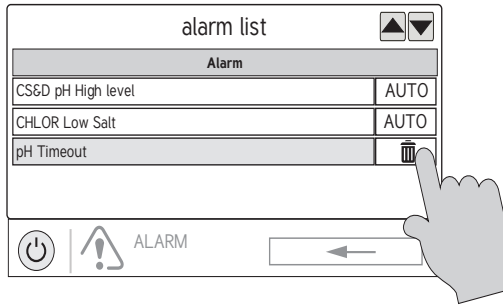 alarm list
Alarm
CS&D pH High level AUTO
CHLOR Low Salt AUTO
pH Timeout
ALARM